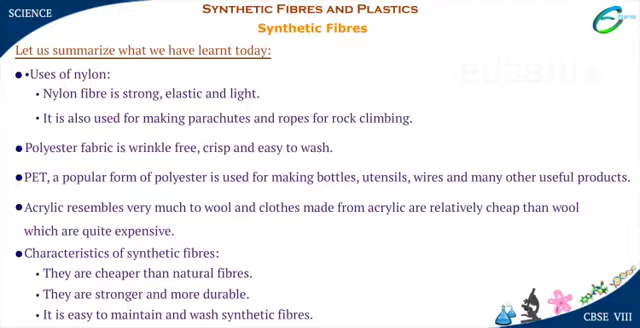 SCIENCE
Synthetic Fibres and Plastics
Synthetic Fibres
Let us summarize what we have learnt today:
•Uses of nylon:
• Nylon fibre is strong, elastic and light.
• It is also used for making parachutes and ropes for rock climbing.
Polyester fabric is wrinkle free, crisp and easy to wash.
PET, a popular form of polyester is used for making bottles, utensils, wires and many other useful products.
Acrylic resembles very much to wool and clothes made from acrylic are relatively cheap than wool
which are quite expensive.
Characteristics of synthetic fibres:
• They are cheaper than natural fibres.
• They are stronger and more durable.
• It is easy to maintain and wash synthetic fibres.
CBSE VIII